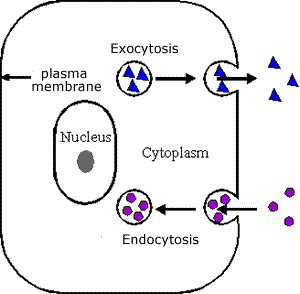 Exocytosis
plasma
membrane
Nucleus
Cytoplasm
Endocytosis